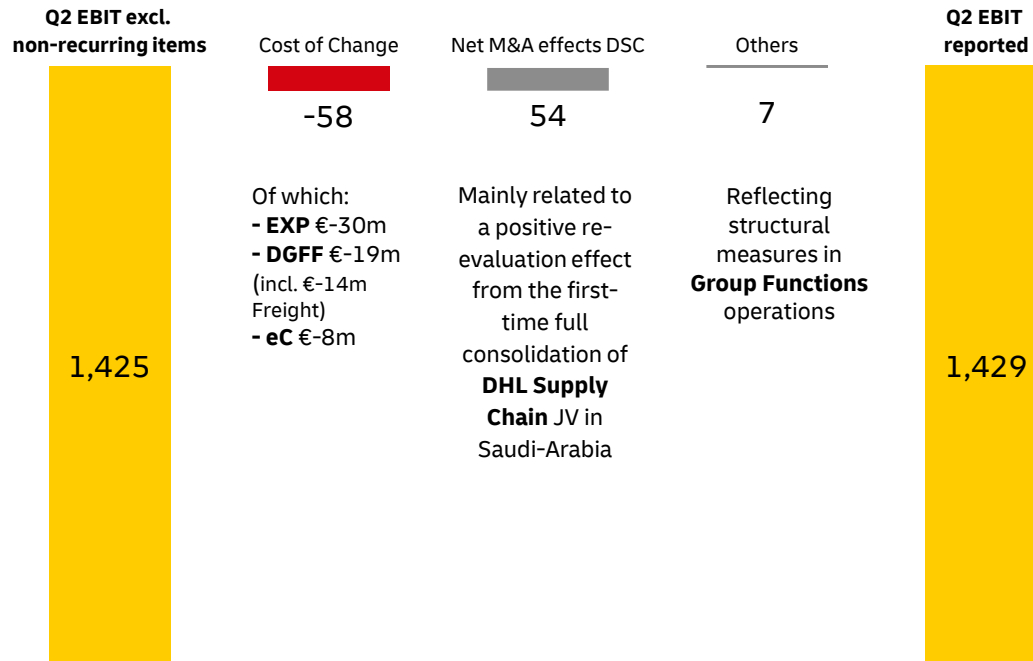 Q2 EBIT excl.
non-recurring items
1,425
Cost of Change
-58
Of which:
- EXP €-30m
- DGFF €-19m
(incl. €-14m
Freight)
- eC €-8m
Net M&A effects DSC
54
Mainly related to
a positive re-
evaluation effect
from the first-
time full
consolidation of
DHL Supply
Chain JV in
Saudi-Arabia
Others
7
Reflecting
structural
measures in
Group Functions
operations
Q2 EBIT
reported
1,429